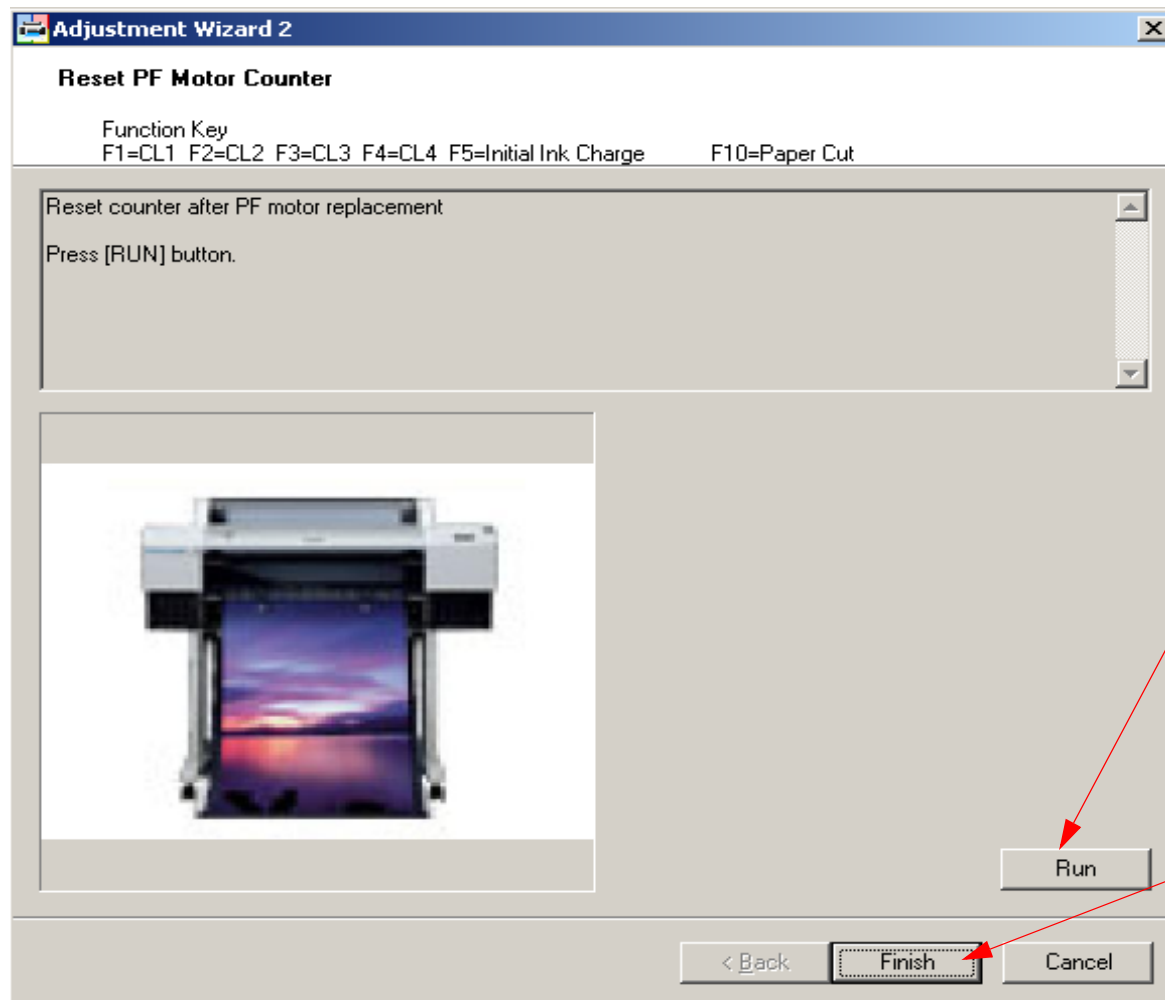 Adjustment Wizard 2
Reset PF Motor Counter
Function Key
F1=CL1 F2=CL2 F3=CL3 F4=CL4 F5=Initial Ink Charge F10=Paper Cut
Reset counter after PF motor replacement
Press [RUN] button.
Run
< Back Finish Cancel